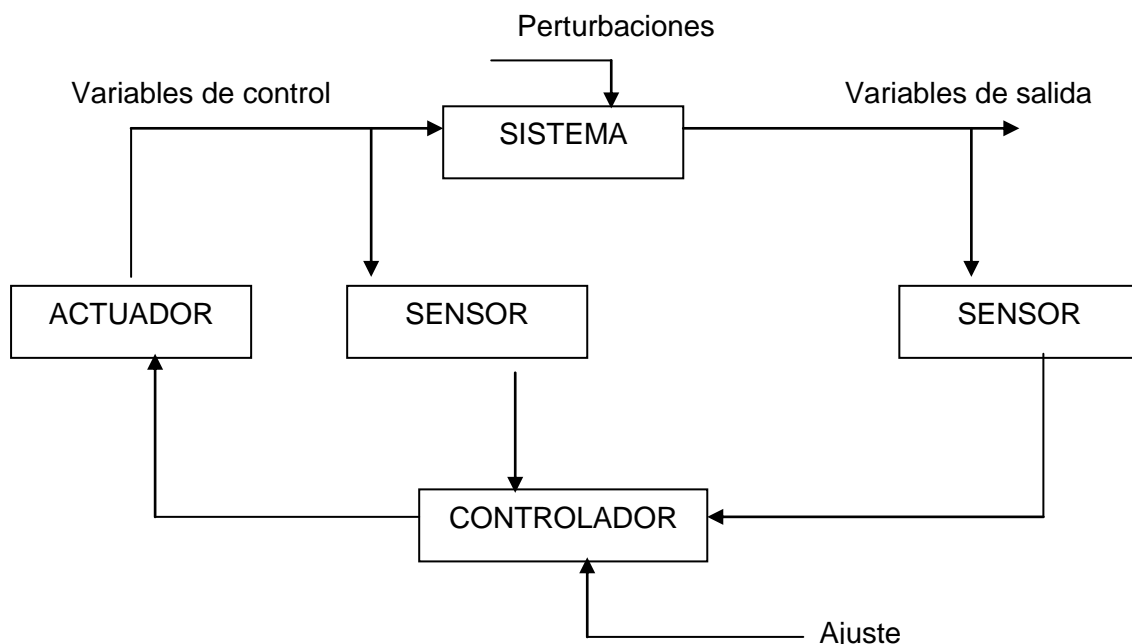 Perturbaciones
Variables de control
Variables de salida
SISTEMA
ACTUADOR
SENSOR
SENSOR
CONTROLADOR
Ajuste